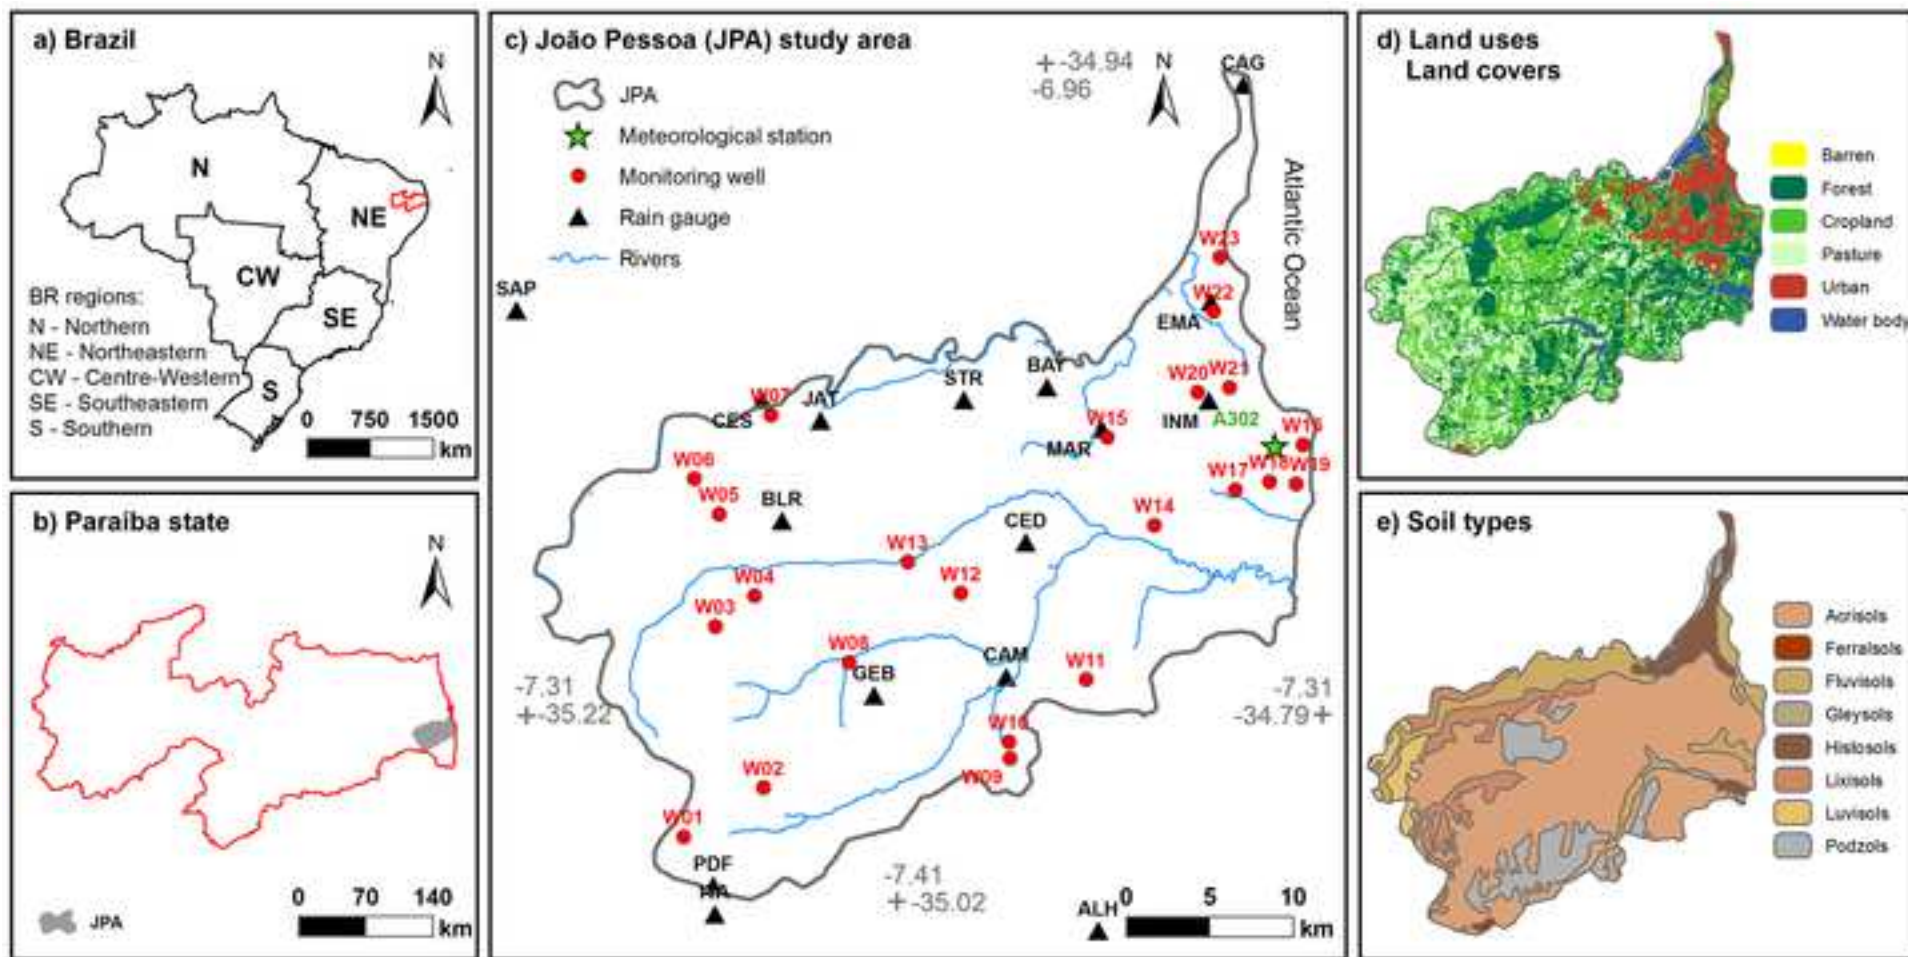 a) Brazil
N
N
NE
CW
SE
S
BR regions:
N - Northern
NE - Northeastern
CW - Centre-Western
SE - Southeastern
S - Southern
0 750 1500
km
b) Paraíba state
N
JPA
0 70 140
km
c) João Pessoa (JPA) study area
JPA
Meteorological station
Monitoring well
Rain gauge
Rivers
+ -34.94
-6.96
N
CAG
Atlantic Ocean
SAP
W23
W22
EMA
BAY
STR
W20
W21
W07
JAT
CES
W15
INM
A302
W16
MAR
W06
W17
W18
W19
W05
BLR
W14
CED
W13
W04
W12
W03
W08
GEB
CAM
W11
-7.31
+-35.22
-7.31
-34.79+
W10
W09
W02
W01
PDF
-7.41
+-35.02
ALH
0 5 10
km
d) Land uses
Land covers
Barren
Forest
Cropland
Pasture
Urban
Water body
e) Soil types
Acrisols
Ferralsols
Fluvisols
Gleysols
Histosols
Lixisols
Luvisols
Podzols